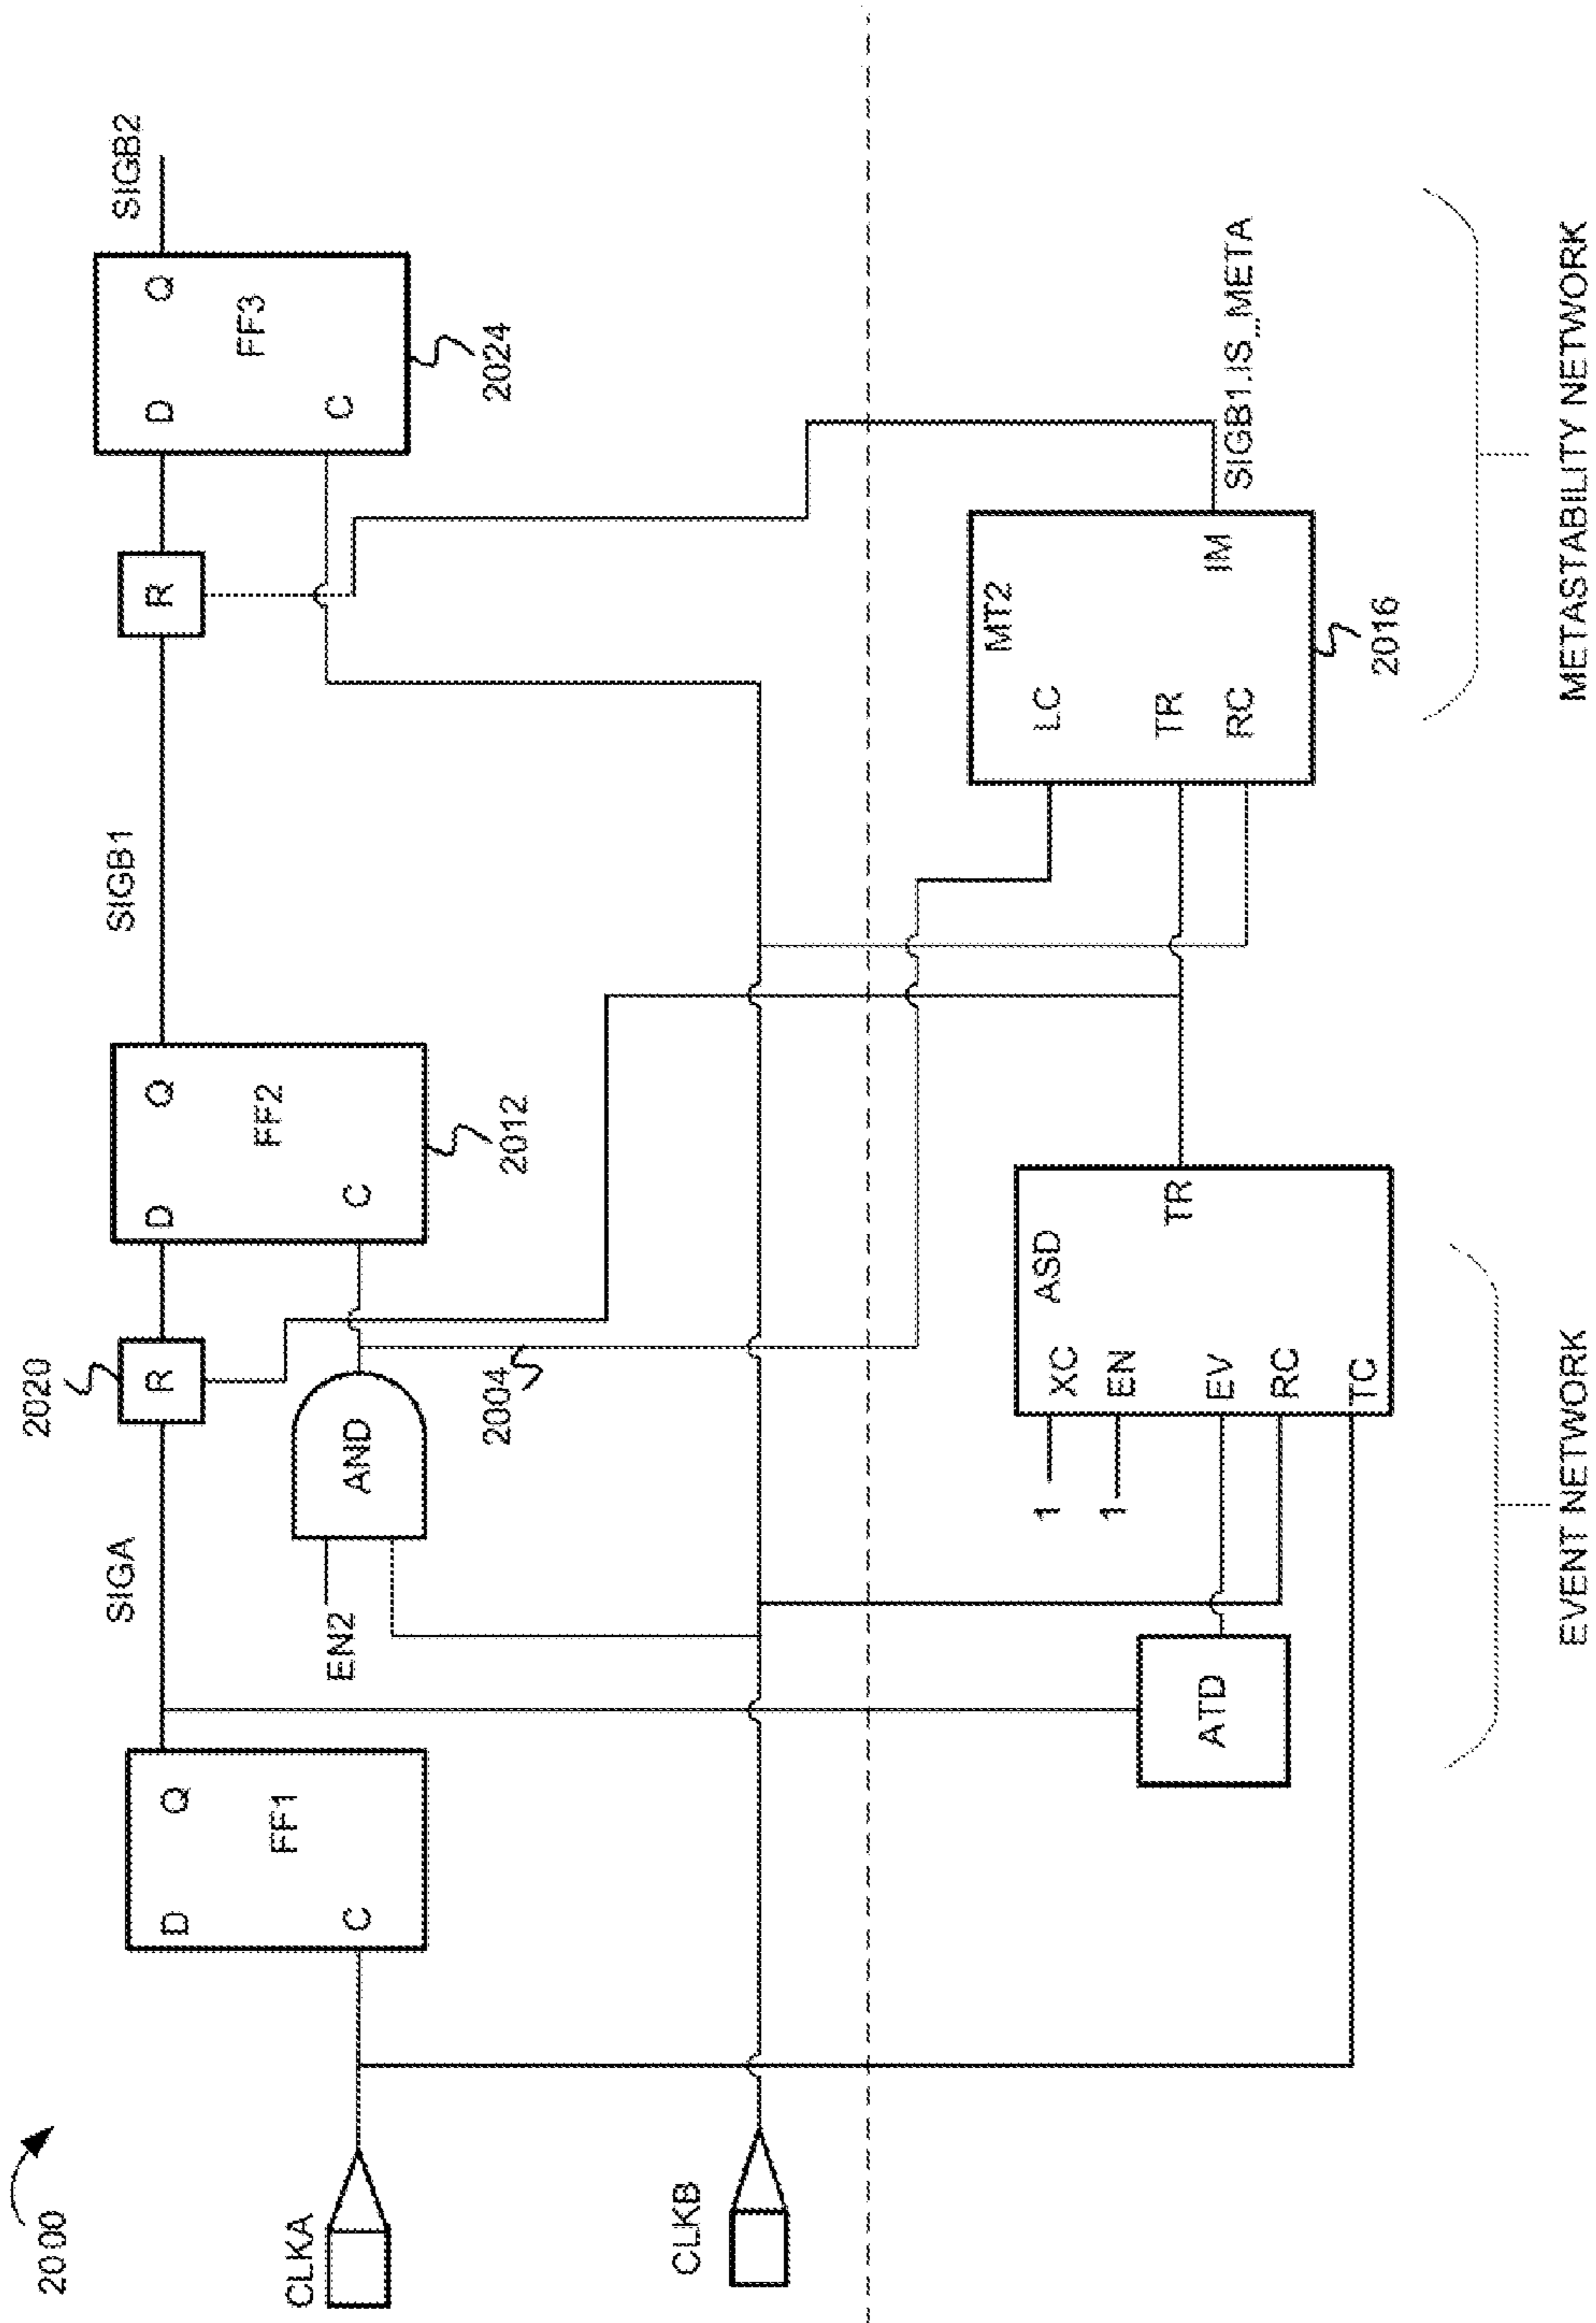 2000
SIGA
2020
SIGB1
SIGB2
D
Q
FF1
C
R
D
Q
FF2
C
2012
R
D
Q
FF3
C
2024
CLKA
EN2
AND
2004
CLKB
ATD
1
1
XC
ASD
EN
EV
TR
RC
TC
MT2
LC
TR
RC
IM
2016
SIGB1.IS_META
EVENT NETWORK
METASTABILITY NETWORK